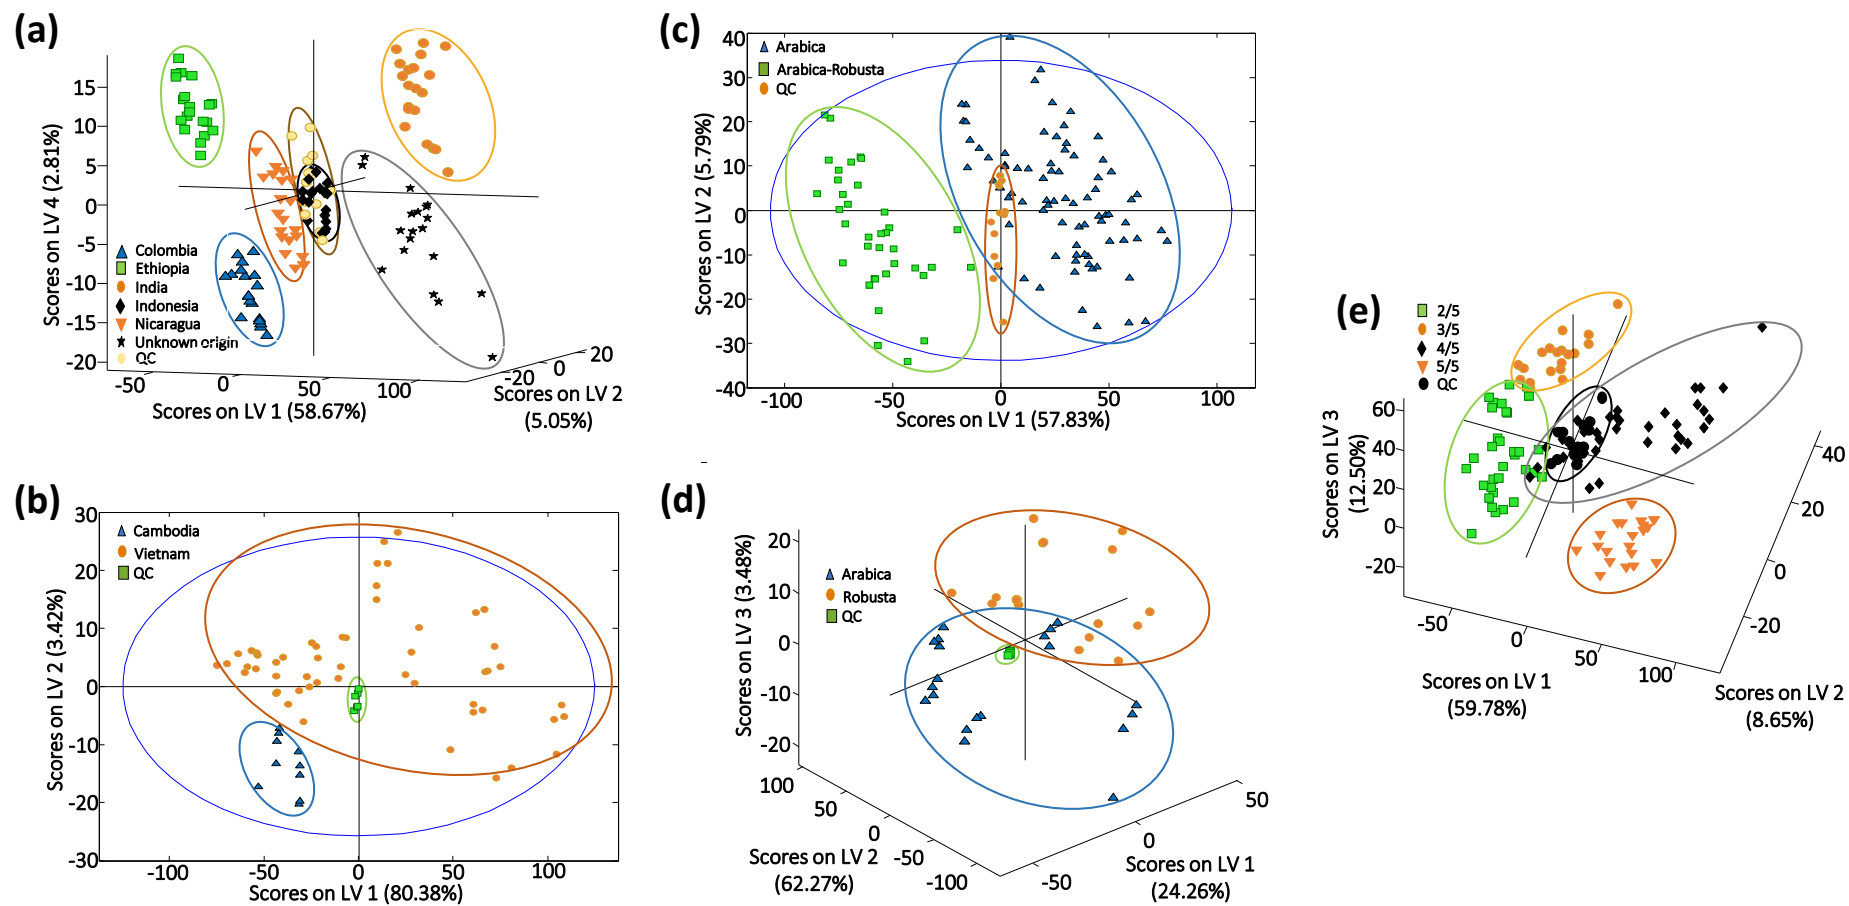 (a)
15
10
5
0
-5
-10
-15
-20
Scores on LV 4 (2.81%)
Colombia
Ethiopia
India
Indonesia
Nicaragua
Unknown origin
QC
-50
0
50
100
Scores on LV 1 (58.67%)
-20
0
20
Scores on LV 2
(5.05%)
(b)
30
20
10
0
-10
-20
-30
Scores on LV 2 (3.42%)
Cambodia
Vietnam
QC
-100
-50
0
50
100
Scores on LV 1 (80.38%)
(c)
40
30
20
10
0
-10
-20
-30
-40
Scores on LV 2 (5.79%)
Arabica
Arabica-Robusta
QC
-100
-50
0
50
100
Scores on LV 1 (57.83%)
(d)
20
10
0
-10
-20
Scores on LV 3 (3.48%)
Arabica
Robusta
QC
100
50
0
-50
-100
Scores on LV 2
(62.27%)
-50
0
50
Scores on LV 1
(24.26%)
(e)
2/5
3/5
4/5
5/5
QC
60
40
20
0
-20
Scores on LV 3
(12.50%)
-50
0
50
100
Scores on LV 1
(59.78%)
40
20
0
-20
Scores on LV 2
(8.65%)